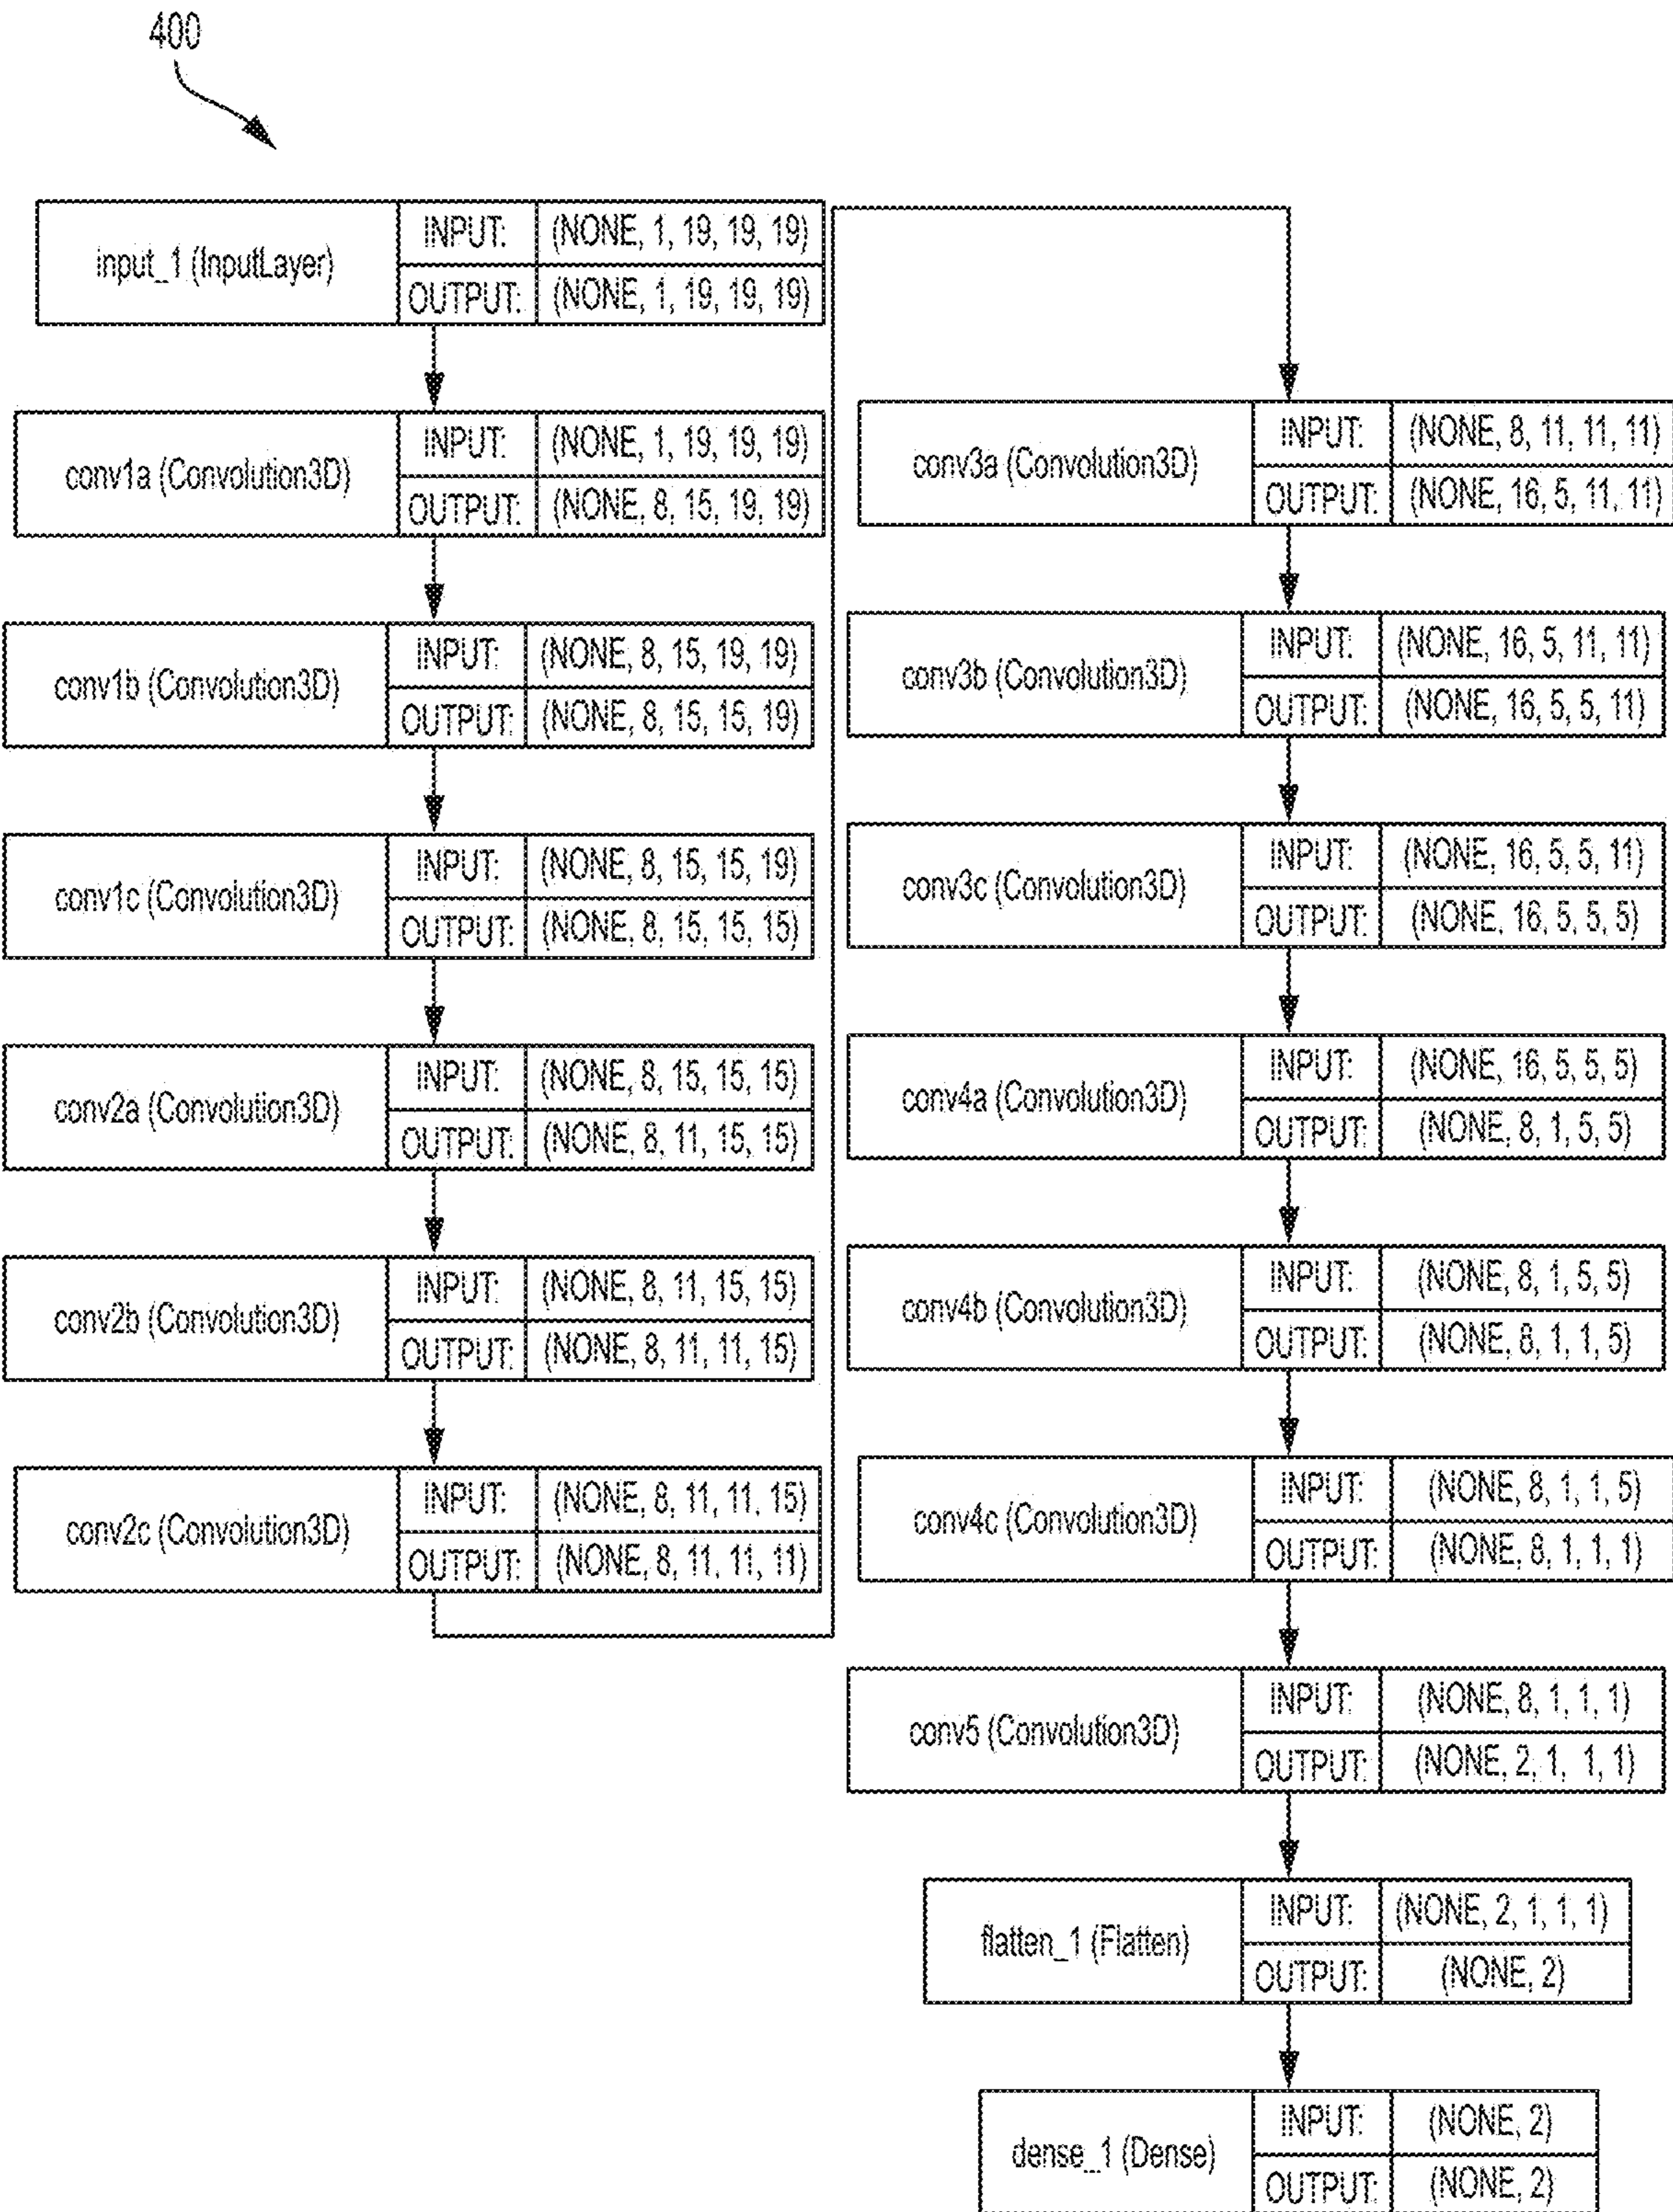 400
input_1 (InputLayer)
INPUT: (NONE, 1, 19, 19, 19)
OUTPUT: (NONE, 1, 19, 19, 19)
conv1a (Convolution3D)
INPUT: (NONE, 1, 19, 19, 19)
OUTPUT: (NONE, 8, 15, 19, 19)
conv1b (Convolution3D)
INPUT: (NONE, 8, 15, 19, 19)
OUTPUT: (NONE, 8, 15, 15, 19)
conv1c (Convolution3D)
INPUT: (NONE, 8, 15, 15, 19)
OUTPUT: (NONE, 8, 15, 15, 15)
conv2a (Convolution3D)
INPUT: (NONE, 8, 15, 15, 15)
OUTPUT: (NONE, 8, 11, 15, 15)
conv2b (Convolution3D)
INPUT: (NONE, 8, 11, 15, 15)
OUTPUT: (NONE, 8, 11, 11, 15)
conv2c (Convolution3D)
INPUT: (NONE, 8, 11, 11, 15)
OUTPUT: (NONE, 8, 11, 11, 11)
conv3a (Convolution3D)
INPUT: (NONE, 8, 11, 11, 11)
OUTPUT: (NONE, 16, 5, 11, 11)
conv3b (Convolution3D)
INPUT: (NONE, 16, 5, 11, 11)
OUTPUT: (NONE, 16, 5, 5, 11)
conv3c (Convolution3D)
INPUT: (NONE, 16, 5, 5, 11)
OUTPUT: (NONE, 16, 5, 5, 5)
conv4a (Convolution3D)
INPUT: (NONE, 16, 5, 5, 5)
OUTPUT: (NONE, 8, 1, 5, 5)
conv4b (Convolution3D)
INPUT: (NONE, 8, 1, 5, 5)
OUTPUT: (NONE, 8, 1, 1, 5)
conv4c (Convolution3D)
INPUT: (NONE, 8, 1, 1, 5)
OUTPUT: (NONE, 8, 1, 1, 1)
conv5 (Convolution3D)
INPUT: (NONE, 8, 1, 1, 1)
OUTPUT: (NONE, 2, 1, 1, 1)
flatten_1 (Flatten)
INPUT: (NONE, 2, 1, 1, 1)
OUTPUT: (NONE, 2)
dense_1 (Dense)
INPUT: (NONE, 2)
OUTPUT: (NONE, 2)